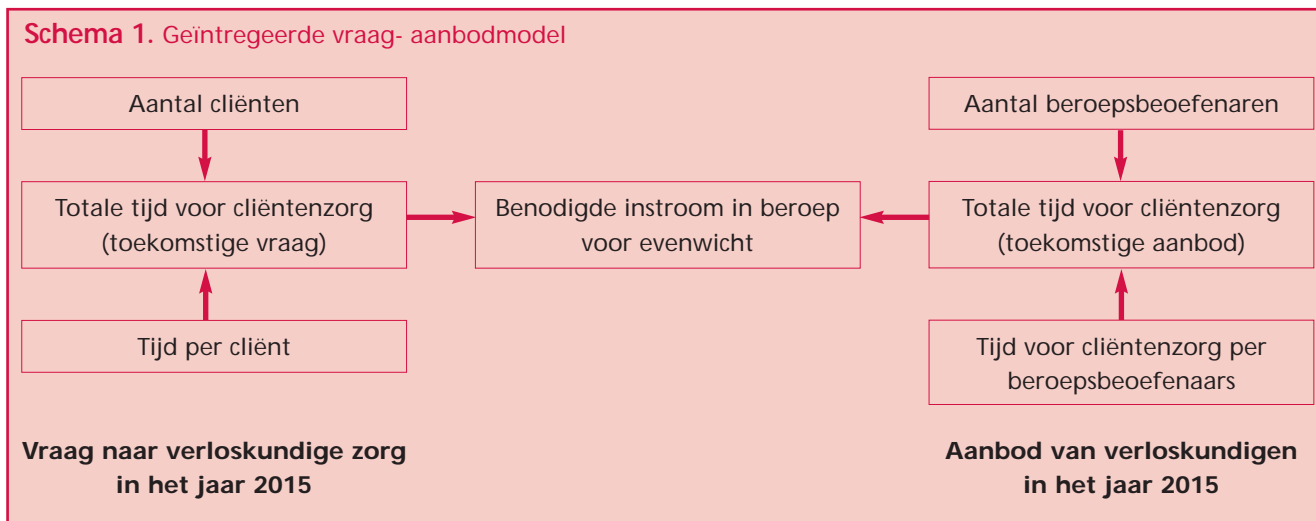 Schema 1. Geïntregeerde vraag- aanbodmodel
Aantal cliënten
Aantal beroepsbeoefenaren
Totale tijd voor cliëntenzorg
(toekomstige vraag)
Benodigde instroom in beroep
voor evenwicht
Totale tijd voor cliëntenzorg
(toekomstige aanbod)
Tijd per cliënt
Tijd voor cliëntenzorg per
beroepsbeoefenaars
Vraag naar verloskundige zorg
in het jaar 2015
Aanbod van verloskundigen
in het jaar 2015